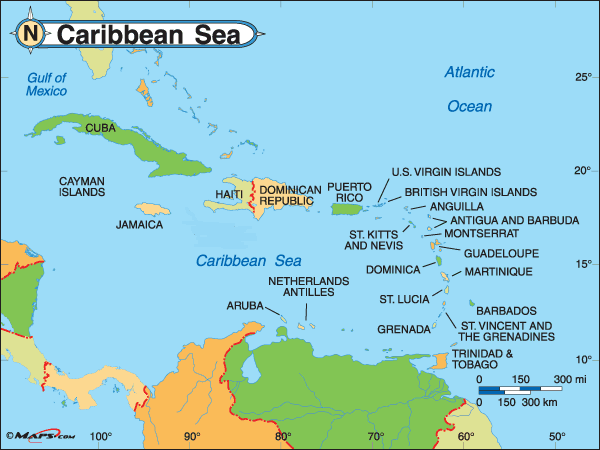 N
Caribbean Sea
Gulf of
Mexico
Atlantic
Ocean
25°
CUBA
20°
U.S. VIRGIN ISLANDS
CAYMAN
ISLANDS
HAITI
DOMINICAN
REPUBLIC
PUERTO
RICO
BRITISH VIRGIN ISLANDS
ANGUILLA
JAMAICA
ANTIGUA AND BARBUDA
ST. KITTS
AND NEVIS
MONTSERRAT
Caribbean Sea
GUADELOUPE
DOMINICA
15°
MARTINIQUE
NETHERLANDS
ANTILLES
ST. LUCIA
ARUBA
BARBADOS
GRENADA
ST. VINCENT AND
THE GRENADINES
10°
TRINIDAD &
TOBAGO
0 150 300 mi
0 150 300 km
©MAPS.COM
100°
90°
80°
70°
60°
50°